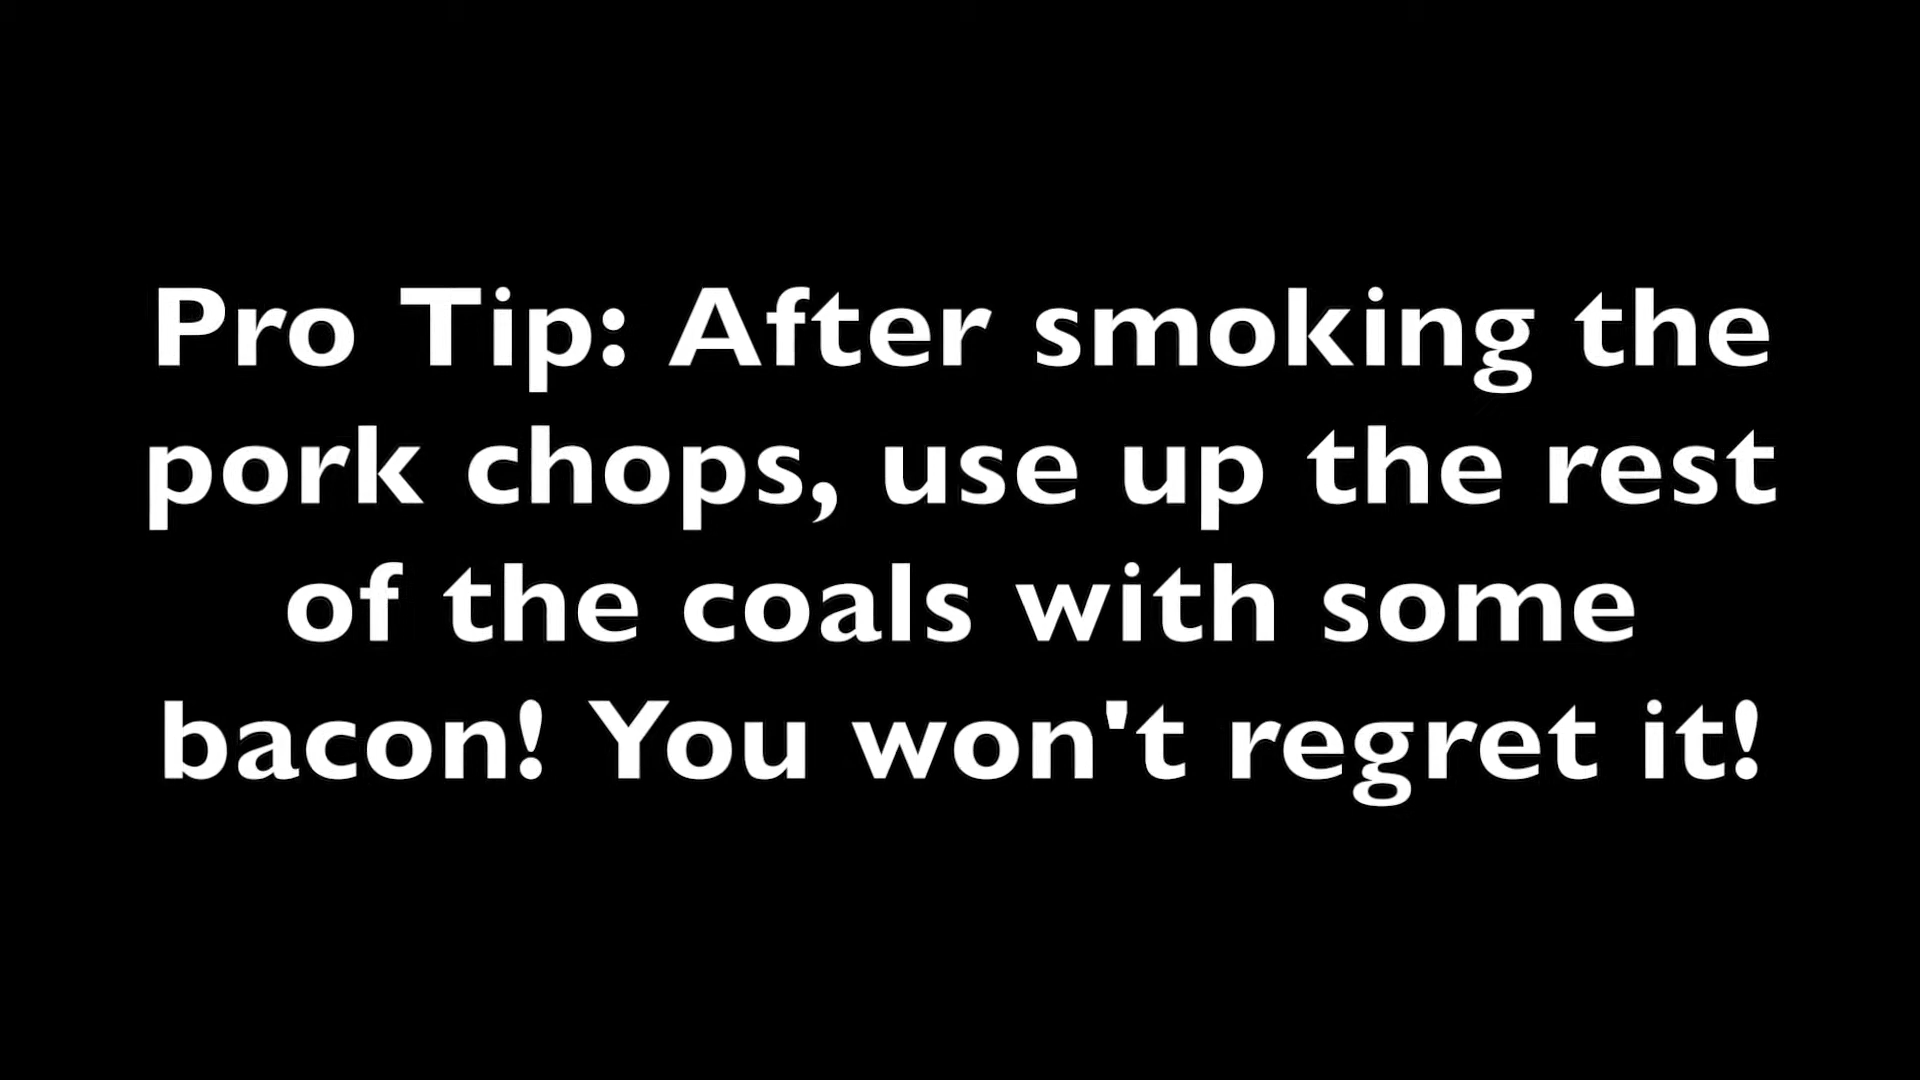 Pro Tip: After smoking the
pork chops, use up the rest
of the coals with some
bacon! You won't regret it!